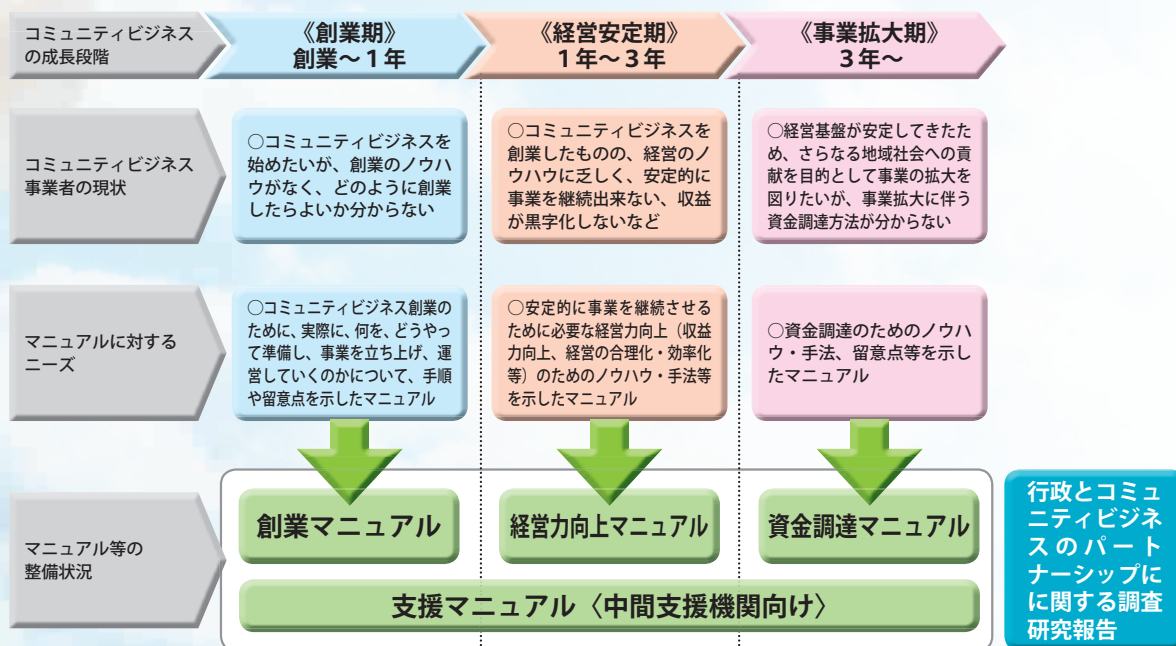 コミュニティビジネス
の成長段階
《創業期》
創業～１年
《経営安定期》
１年～３年
《事業拡大期》
３年～
コミュニティビジネス
事業者の現状
○コミュニティビジネスを
始めたいが、創業のノウハ
ウがなく、どのように創業
したらよいか分からない
○コミュニティビジネスを
創業したものの、経営のノ
ウハウに乏しく、安定的に
事業を継続出来ない、収益
が黒字化しないなど
○経営基盤が安定してきたた
め、さらなる地域社会への貢
献を目的として事業の拡大を
図りたいが、事業拡大に伴う
資金調達方法が分からない
マニュアルに対する
ニーズ
○コミュニティビジネス創業の
ために、実際に、何を、どうやっ
て準備し、事業を立ち上げ、運
営していくのかについて、手順
や留意点を示したマニュアル
○安定的に事業を継続させる
ために必要な経営力向上（収益
力向上、経営の合理化・効率化
等）のためのノウハウ・手法等
を示したマニュアル
○資金調達のためのノウハ
ウ・手法、留意点等を示し
たマニュアル
マニュアル等の
整備状況
創業マニュアル
経営力向上マニュアル
資金調達マニュアル
支援マニュアル〈中間支援機関向け〉
行政とコミュ
ニティビジネ
スのパート
ナーシップに
に関する調査
研究報告